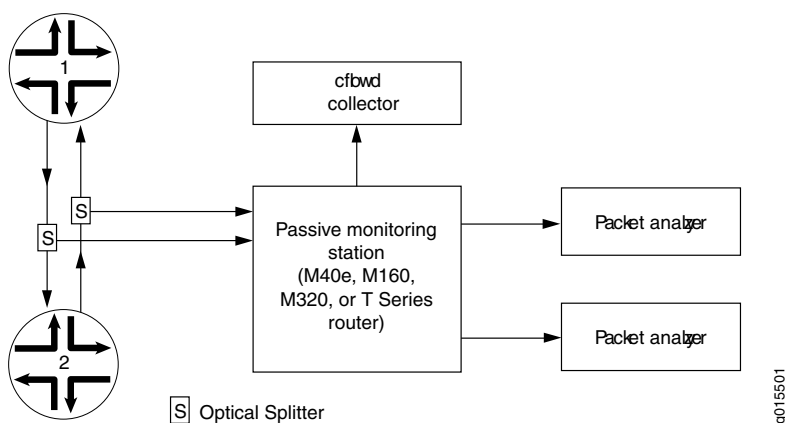 1
cfbwd
collector
S
S
Passive monitoring
station
(M40e, M160,
M320, or T Series
router)
Packet analyzer
Packet analyzer
2
S Optical Splitter
g015501